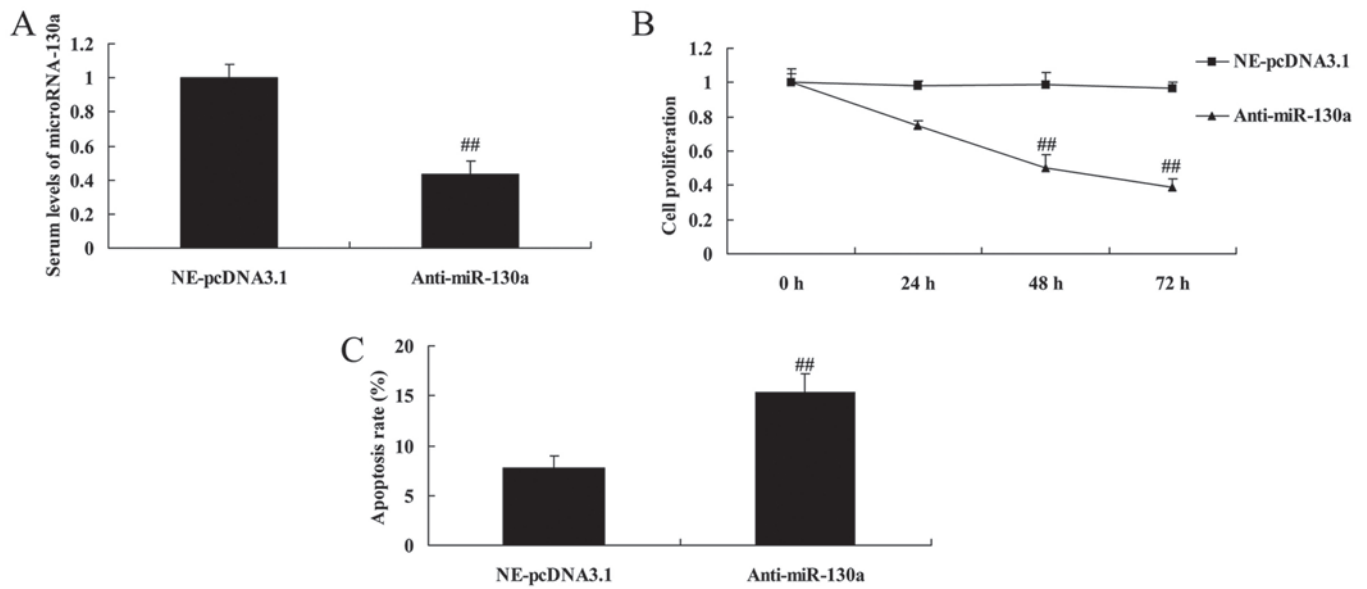 A
Serum levels of microRNA-130a
1.2
1
0.8
0.6
0.4
0.2
0
##
NE-pcDNA3.1
Anti-miR-130a
B
Cell proliferation
1.2
1
0.8
0.6
0.4
0.2
0
##
##
0 h
24 h
48 h
72 h
NE-pcDNA3.1
Anti-miR-130a
C
Apoptosis rate (%)
20
15
10
5
0
##
NE-pcDNA3.1
Anti-miR-130a